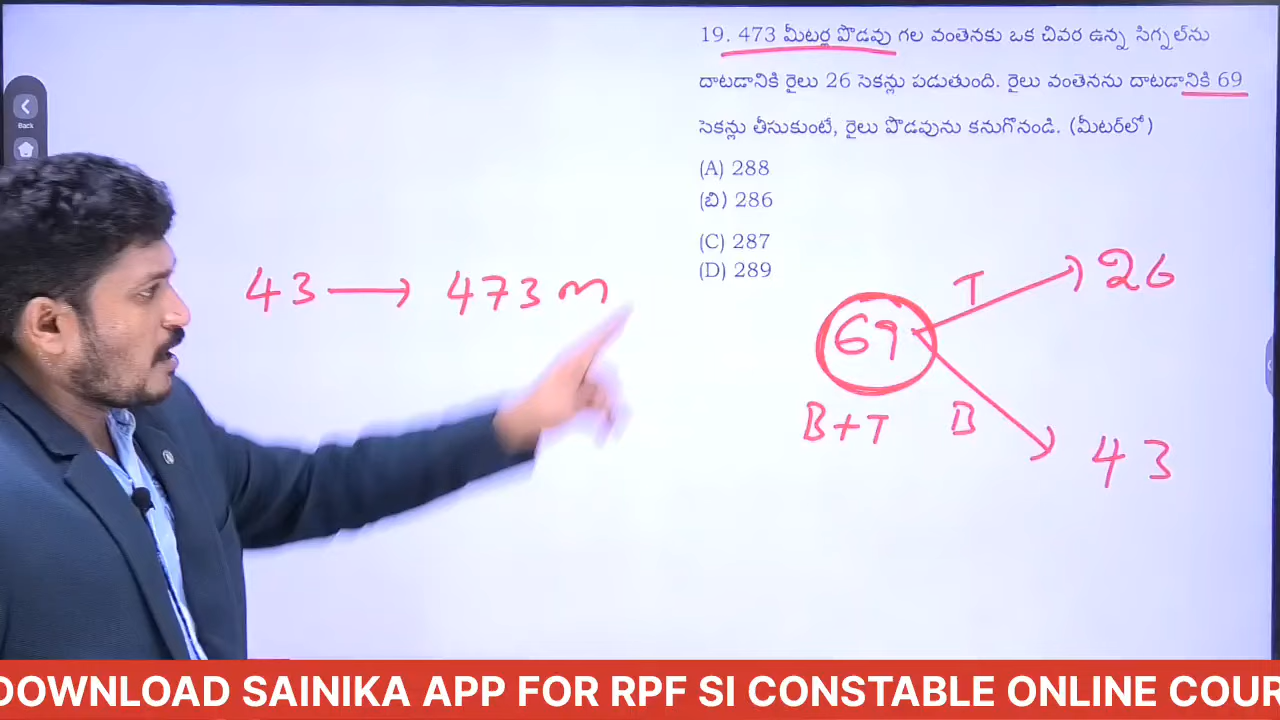 19. 473 మీటర్ల పొడవు గల వంతెనకు ఒక చివర ఉన్న సిగ్నల్‌ను
దాటడానికి రైలు 26 సెకన్లు పడుతుంది. రైలు వంతెనను దాటడానికి 69
సెకన్లు తీసుకుంటే, రైలు పొడవును కనుగొనండి. (మీటర్‌లో)
(A) 288
(బి) 286
(C) 287
(D) 289
Back
43 → 473 m
T → 26
69
B+T
B → 43
DOWNLOAD SAINIKA APP FOR RPF SI CONSTABLE ONLINE COUR